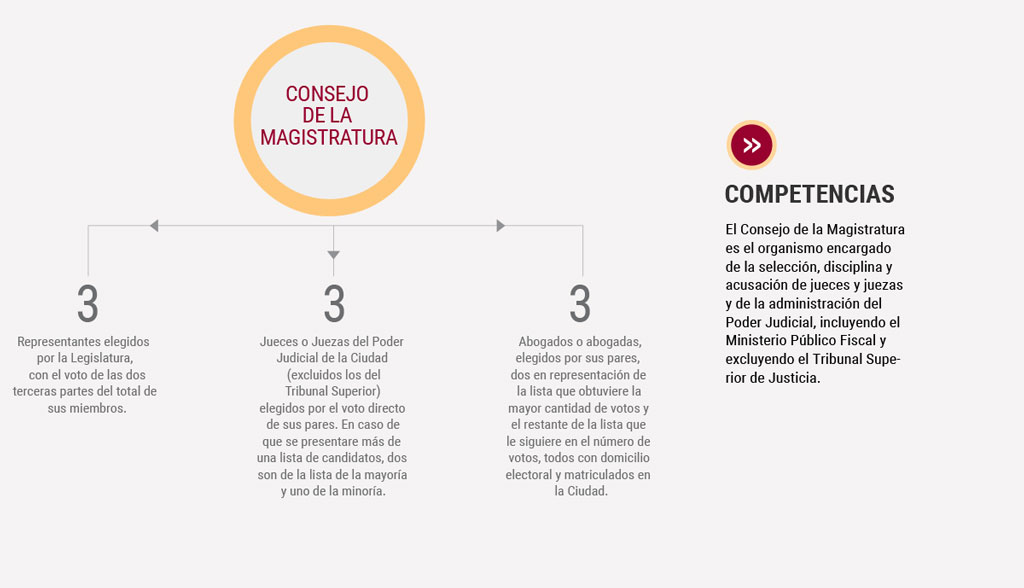 CONSEJO
DE LA
MAGISTRATURA
3
Representantes elegidos
por la Legislatura,
con el voto de las dos
terceras partes del total de
sus miembros.
3
Jueces o Juezas del Poder
Judicial de la Ciudad
(excluidos los del
Tribunal Superior)
elegidos por el voto directo
de sus pares. En caso de
que se presentare más de
una lista de candidatos, dos
son de la lista de la mayoría
y uno de la minoría.
3
Abogados o abogadas,
elegidos por sus pares,
dos en representación de
la lista que obtuviere la
mayor cantidad de votos y
el restante de la lista que
le siguiere en el número de
votos, todos con domicilio
electoral y matriculados en
la Ciudad.
»
COMPETENCIAS
El Consejo de la Magistratura
es el organismo encargado
de la selección, disciplina y
acusación de jueces y juezas
y de la administración del
Poder Judicial, incluyendo el
Ministerio Público Fiscal y
excluyendo el Tribunal Supe-
rior de Justicia.